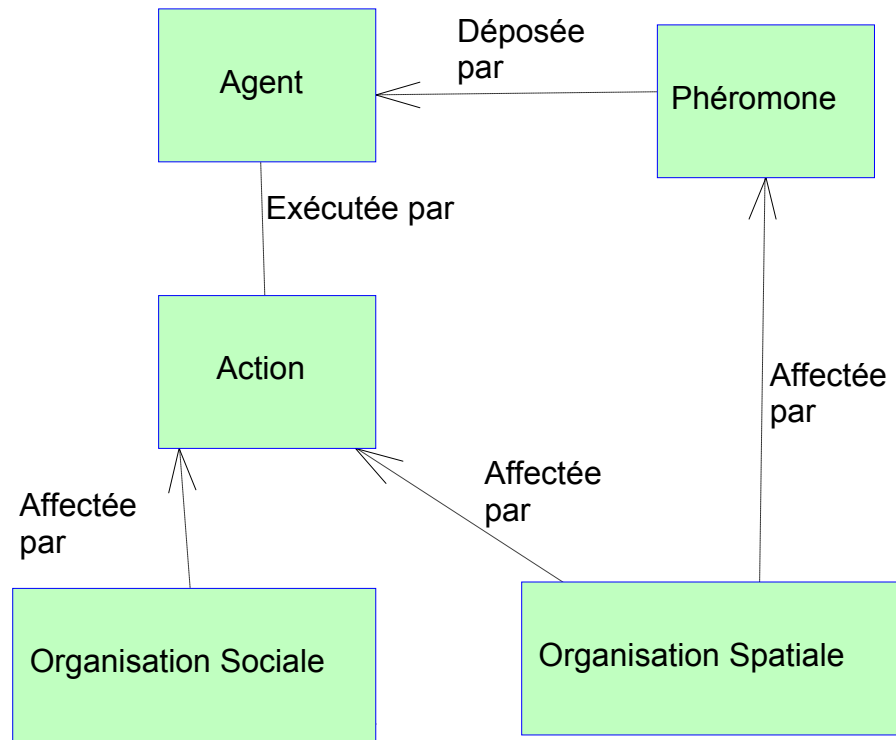 Déposée
par
Agent
Phéromone
Exécutée par
Action
Affectée
par
Affectée
par
Affectée
par
Organisation Sociale
Organisation Spatiale